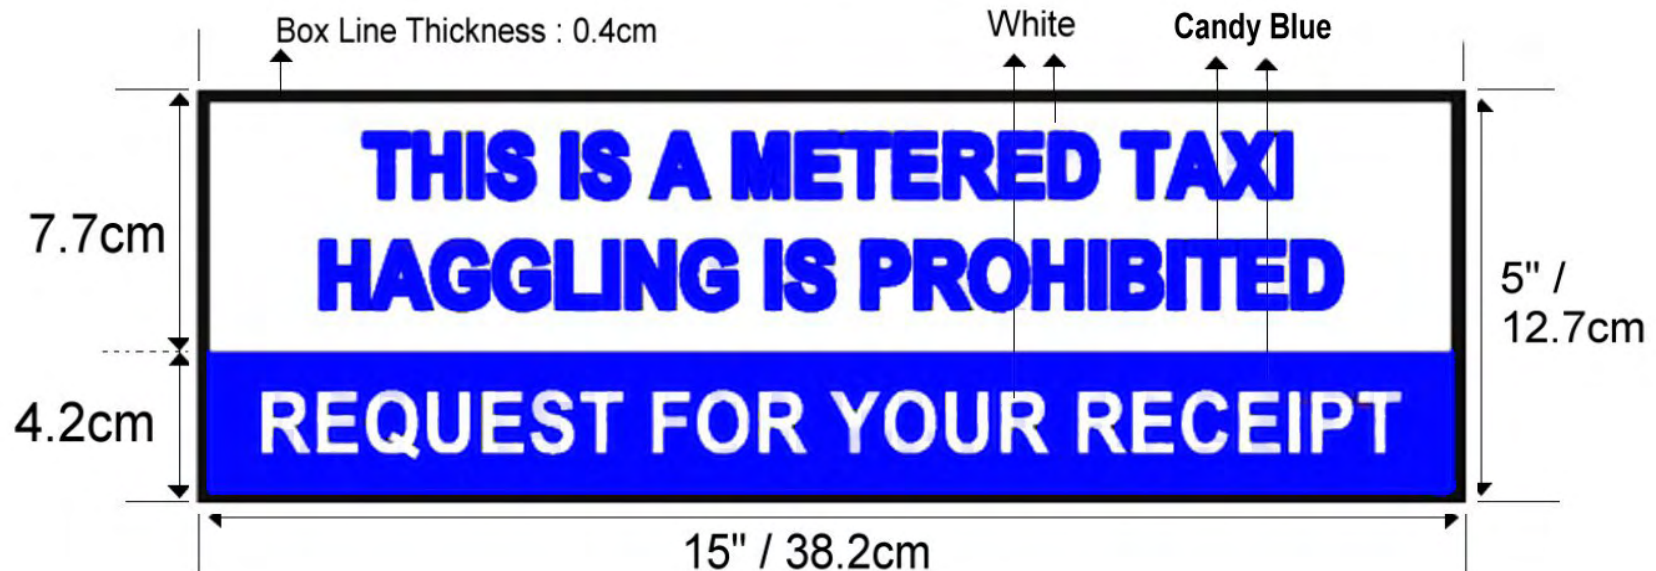 Box Line Thickness : 0.4cm
White
Candy Blue
THIS IS A METERED TAXI
HAGGLING IS PROHIBITED
7.7cm
5" /
12.7cm
REQUEST FOR YOUR RECEIPT
4.2cm
15" / 38.2cm